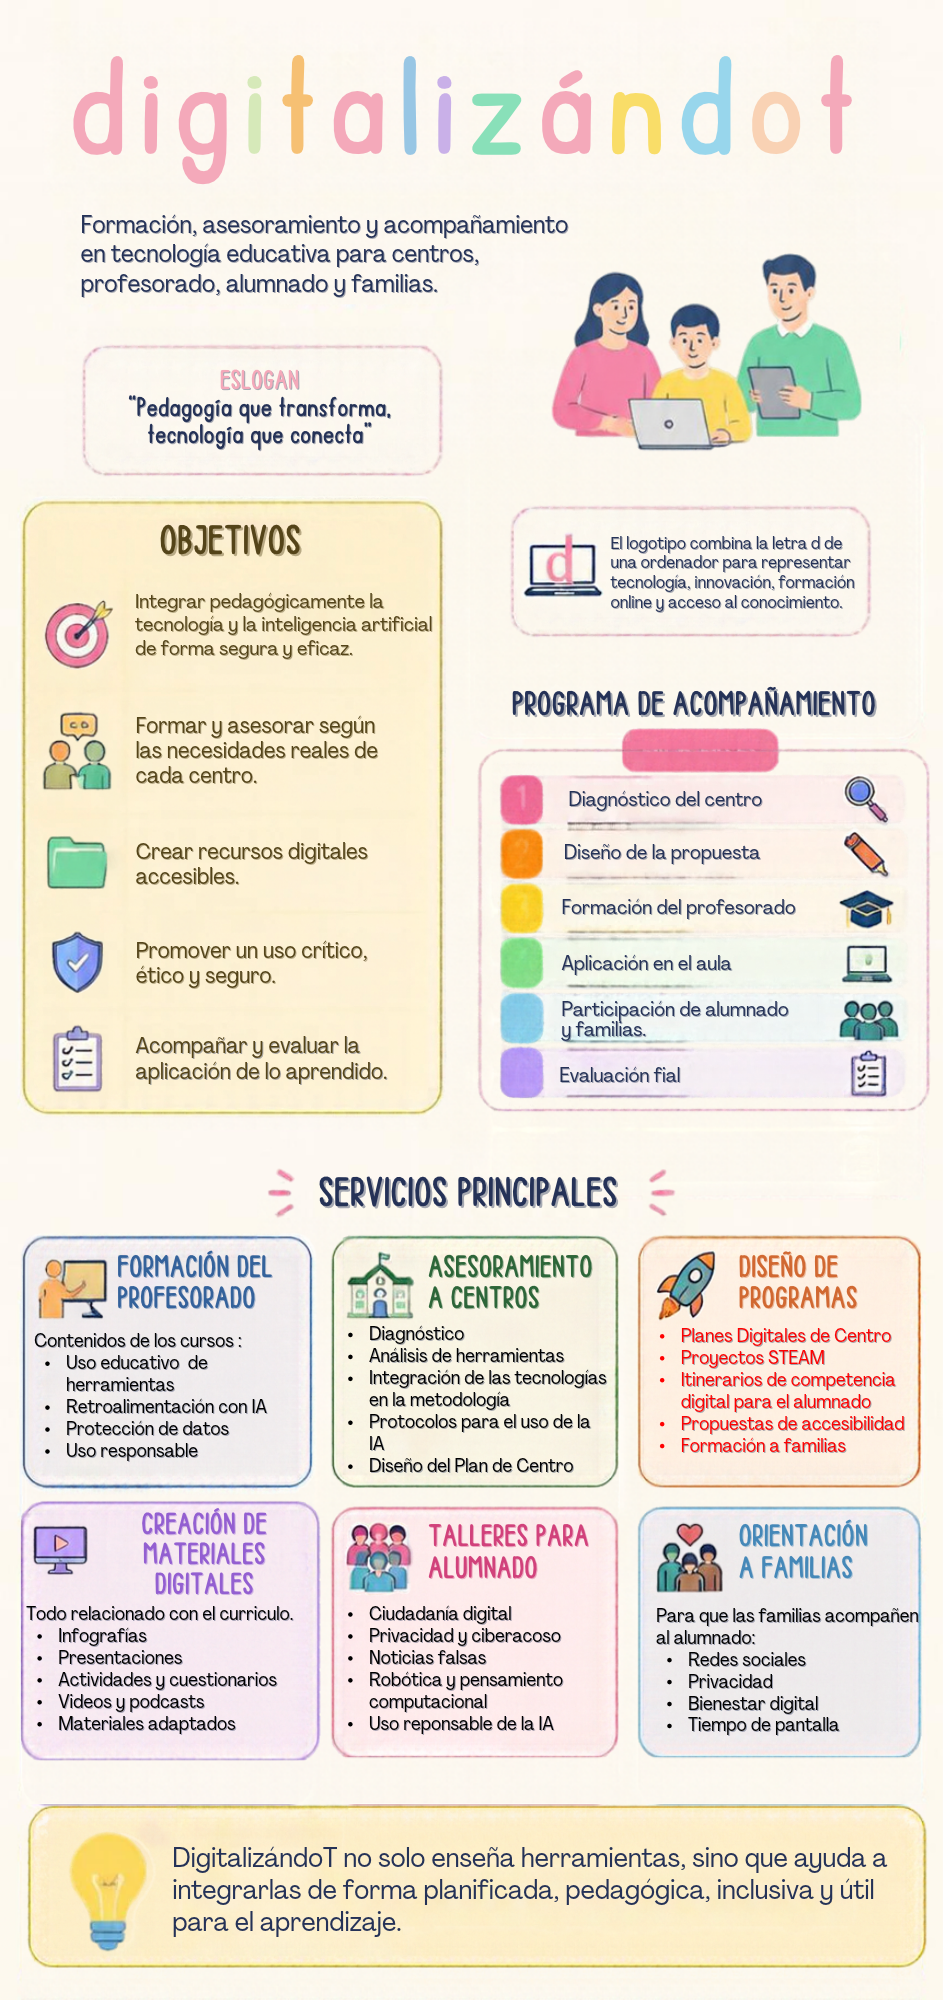 digitalizándot
Formación, asesoramiento y acompañamiento
en tecnología educativa para centros,
profesorado, alumnado y familias.
ESLOGAN
"Pedagogía que transforma,
tecnología que conecta"
OBJETIVOS
Integrar pedagógicamente la
tecnología y la inteligencia artificial
de forma segura y eficaz.
Formar y asesorar según
las necesidades reales de
cada centro.
Crear recursos digitales
accesibles.
Promover un uso crítico,
ético y seguro.
Acompañar y evaluar la
aplicación de lo aprendido.
d
El logotipo combina la letra d de
una ordenador para representar
tecnología, innovación, formación
online y acceso al conocimiento.
PROGRAMA DE ACOMPAÑAMIENTO
1 Diagnóstico del centro
2 Diseño de la propuesta
3 Formación del profesorado
Aplicación en el aula
Participación de alumnado
y familias.
Evaluación fial
SERVICIOS PRINCIPALES
FORMACIÓN DEL
PROFESORADO
Contenidos de los cursos :
• Uso educativo de
herramientas
• Retroalimentación con IA
• Protección de datos
• Uso responsable
ASESORAMIENTO
A CENTROS
• Diagnóstico
• Análisis de herramientas
• Integración de las tecnologías
en la metodología
• Protocolos para el uso de la
IA
• Diseño del Plan de Centro
DISEÑO DE
PROGRAMAS
• Planes Digitales de Centro
• Proyectos STEAM
• Itinerarios de competencia
digital para el alumnado
• Propuestas de accesibilidad
• Formación a familias
CREACIÓN DE
MATERIALES
DIGITALES
Todo relacionado con el curriculo.
• Infografías
• Presentaciones
• Actividades y cuestionarios
• Videos y podcasts
• Materiales adaptados
TALLERES PARA
ALUMNADO
• Ciudadanía digital
• Privacidad y ciberacoso
• Noticias falsas
• Robótica y pensamiento
computacional
• Uso reponsable de la IA
ORIENTACIÓN
A FAMILIAS
Para que las familias acompañen
al alumnado:
• Redes sociales
• Privacidad
• Bienestar digital
• Tiempo de pantalla
DigitalizándoT no solo enseña herramientas, sino que ayuda a
integrarlas de forma planificada, pedagógica, inclusiva y útil
para el aprendizaje.